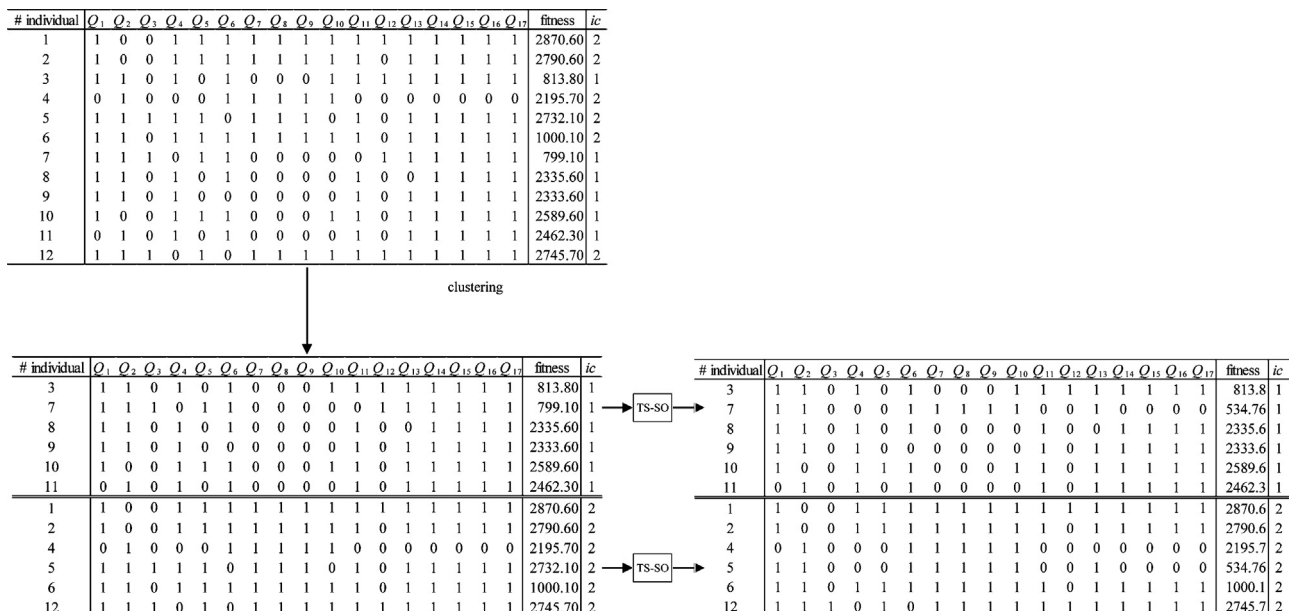 # individual Q1 Q2 Q3 Q4 Q5 Q6 Q7 Q8 Q9 Q10 Q11 Q12 Q13 Q14 Q15 Q16 Q17 fitness ic
1 1 0 0 1 1 1 1 1 1 1 1 1 1 1 1 1 1 2870.60 2
2 1 0 0 1 1 1 1 1 1 1 1 0 1 1 1 1 1 2790.60 2
3 1 1 0 1 0 1 0 0 0 1 1 1 1 1 1 1 1 813.80 1
4 0 1 0 0 0 1 1 1 1 1 0 0 0 0 0 0 0 2195.70 2
5 1 1 1 1 1 0 1 1 1 0 1 0 1 1 1 1 1 2732.10 2
6 1 1 0 1 1 1 1 1 1 1 1 0 1 1 1 1 1 1000.10 2
7 1 1 1 0 1 1 0 0 0 0 0 1 1 1 1 1 1 799.10 1
8 1 1 0 1 0 1 0 0 0 0 1 0 0 1 1 1 1 2335.60 1
9 1 1 0 1 0 0 0 0 0 0 1 0 1 1 1 1 1 2333.60 1
10 1 0 0 1 1 1 0 0 0 1 1 0 1 1 1 1 1 2589.60 1
11 0 1 0 1 0 1 0 0 0 0 1 0 1 1 1 1 1 2462.30 1
12 1 1 1 0 1 0 1 1 1 1 1 1 1 1 1 1 1 2745.70 2
clustering
# individual Q1 Q2 Q3 Q4 Q5 Q6 Q7 Q8 Q9 Q10 Q11 Q12 Q13 Q14 Q15 Q16 Q17 fitness ic
3 1 1 0 1 0 1 0 0 0 1 1 1 1 1 1 1 1 813.80 1
7 1 1 1 0 1 1 0 0 0 0 0 1 1 1 1 1 1 799.10 1
8 1 1 0 1 0 1 0 0 0 0 1 0 0 1 1 1 1 2335.60 1
9 1 1 0 1 0 0 0 0 0 0 1 0 1 1 1 1 1 2333.60 1
10 1 0 0 1 1 1 0 0 0 1 1 0 1 1 1 1 1 2589.60 1
11 0 1 0 1 0 1 0 0 0 0 1 0 1 1 1 1 1 2462.30 1
1 1 0 0 1 1 1 1 1 1 1 1 1 1 1 1 1 1 2870.60 2
2 1 0 0 1 1 1 1 1 1 1 1 0 1 1 1 1 1 2790.60 2
4 0 1 0 0 0 1 1 1 1 1 0 0 0 0 0 0 0 2195.70 2
5 1 1 1 1 1 0 1 1 1 0 1 0 1 1 1 1 1 2732.10 2
6 1 1 0 1 1 1 1 1 1 1 1 0 1 1 1 1 1 1000.10 2
12 1 1 1 0 1 0 1 1 1 1 1 1 1 1 1 1 1 2745.70 2
TS-SO
TS-SO
# individual Q1 Q2 Q3 Q4 Q5 Q6 Q7 Q8 Q9 Q10 Q11 Q12 Q13 Q14 Q15 Q16 Q17 fitness ic
3 1 1 0 1 0 1 0 0 0 1 1 1 1 1 1 1 1 813.8 1
7 1 1 0 0 0 1 1 1 1 1 0 0 1 0 0 0 0 534.76 1
8 1 1 0 1 0 1 0 0 0 0 1 0 0 1 1 1 1 2335.6 1
9 1 1 0 1 0 0 0 0 0 0 1 0 1 1 1 1 1 2333.6 1
10 1 0 0 1 1 1 0 0 0 1 1 0 1 1 1 1 1 2589.6 1
11 0 1 0 1 0 1 0 0 0 0 1 0 1 1 1 1 1 2462.3 1
1 1 0 0 1 1 1 1 1 1 1 1 1 1 1 1 1 1 2870.6 2
2 1 0 0 1 1 1 1 1 1 1 1 0 1 1 1 1 1 2790.6 2
4 0 1 0 0 0 1 1 1 1 1 0 0 0 0 0 0 0 2195.7 2
5 1 1 0 0 0 1 1 1 1 1 0 0 1 0 0 0 0 534.76 2
6 1 1 0 1 1 1 1 1 1 1 1 0 1 1 1 1 1 1000.1 2
12 1 1 1 0 1 0 1 1 1 1 1 1 1 1 1 1 1 2745.7 2